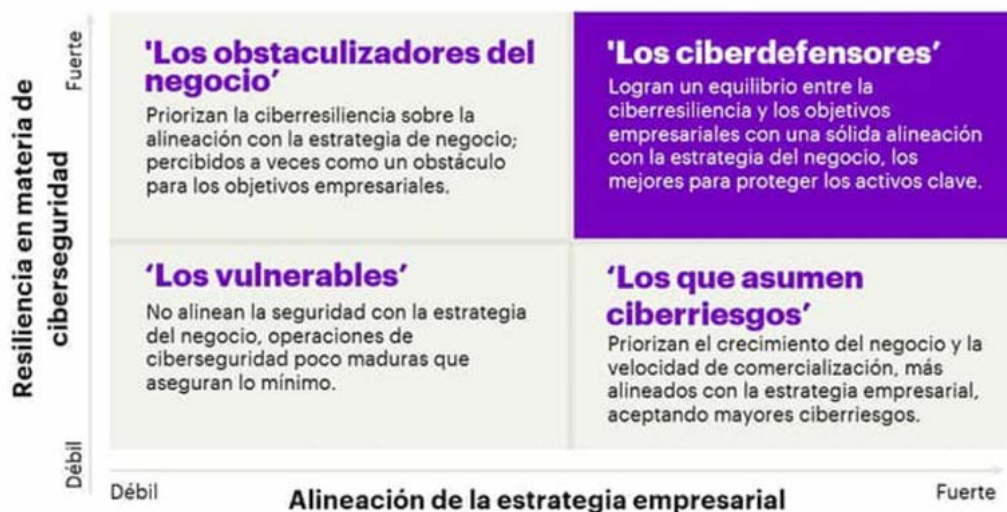 Resiliencia en materia de
ciberseguridad
Fuerte
Débil
'Los obstaculizadores del
negocio’
Priorizan la ciberresiliencia sobre la
alineación con la estrategia de negocio;
percibidos a veces como un obstáculo
para los objetivos empresariales.
'Los ciberdefensores’
Logran un equilibrio entre la
ciberresiliencia y los objetivos
empresariales con una sólida alineación
con la estrategia del negocio, los
mejores para proteger los activos clave.
‘Los vulnerables’
No alinean la seguridad con la estrategia
del negocio, operaciones de
ciberseguridad poco maduras que
aseguran lo mínimo.
‘Los que asumen
ciberriesgos’
Priorizan el crecimiento del negocio y la
velocidad de comercialización, más
alineados con la estrategia empresarial,
aceptando mayores ciberriesgos.
Débil
Alineación de la estrategia empresarial
Fuerte